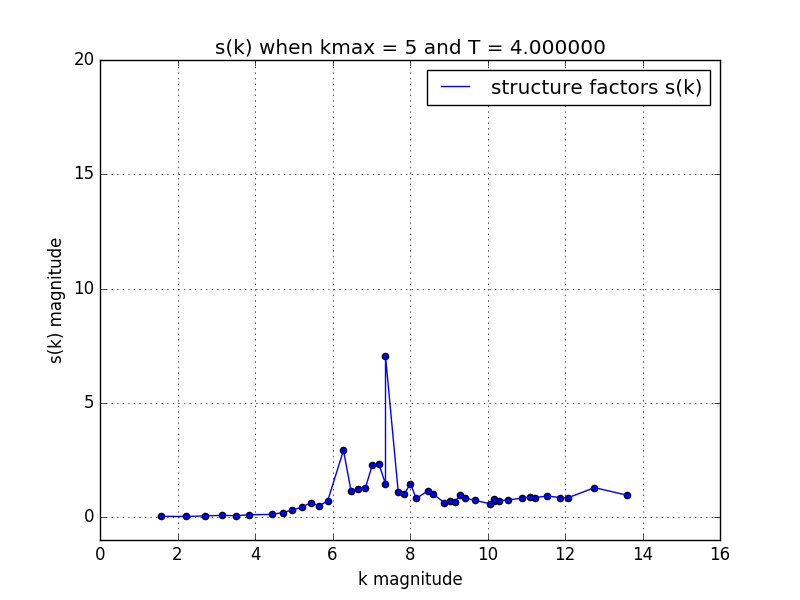 s(k) when kmax = 5 and T = 4.000000
structure factors s(k)
20
15
10
5
0
s(k) magnitude
0 2 4 6 8 10 12 14 16
k magnitude